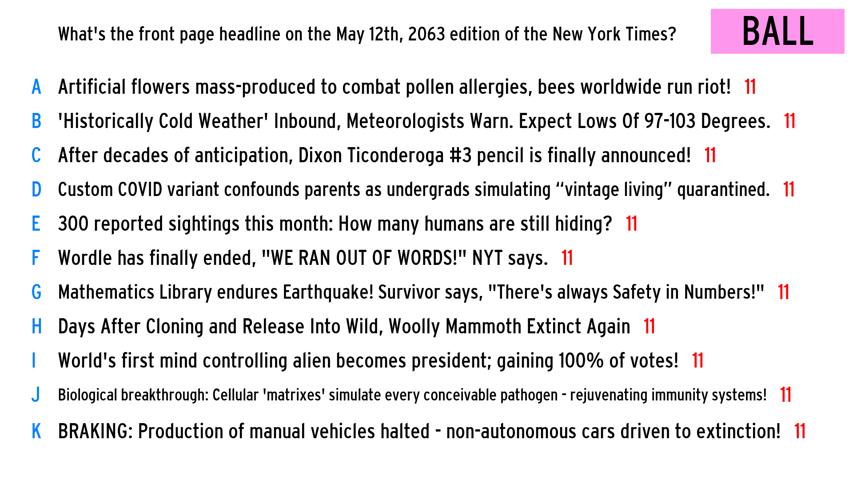 What's the front page headline on the May 12th, 2063 edition of the New York Times?
BALL
A Artificial flowers mass-produced to combat pollen allergies, bees worldwide run riot! 11
B 'Historically Cold Weather' Inbound, Meteorologists Warn. Expect Lows Of 97-103 Degrees. 11
C After decades of anticipation, Dixon Ticonderoga #3 pencil is finally announced! 11
D Custom COVID variant confounds parents as undergrads simulating “vintage living” quarantined. 11
E 300 reported sightings this month: How many humans are still hiding? 11
F Wordle has finally ended, "WE RAN OUT OF WORDS!" NYT says. 11
G Mathematics Library endures Earthquake! Survivor says, "There's always Safety in Numbers!" 11
H Days After Cloning and Release Into Wild, Woolly Mammoth Extinct Again 11
I World's first mind controlling alien becomes president; gaining 100% of votes! 11
J Biological breakthrough: Cellular 'matrixes' simulate every conceivable pathogen - rejuvenating immunity systems! 11
K BRAKING: Production of manual vehicles halted - non-autonomous cars driven to extinction! 11